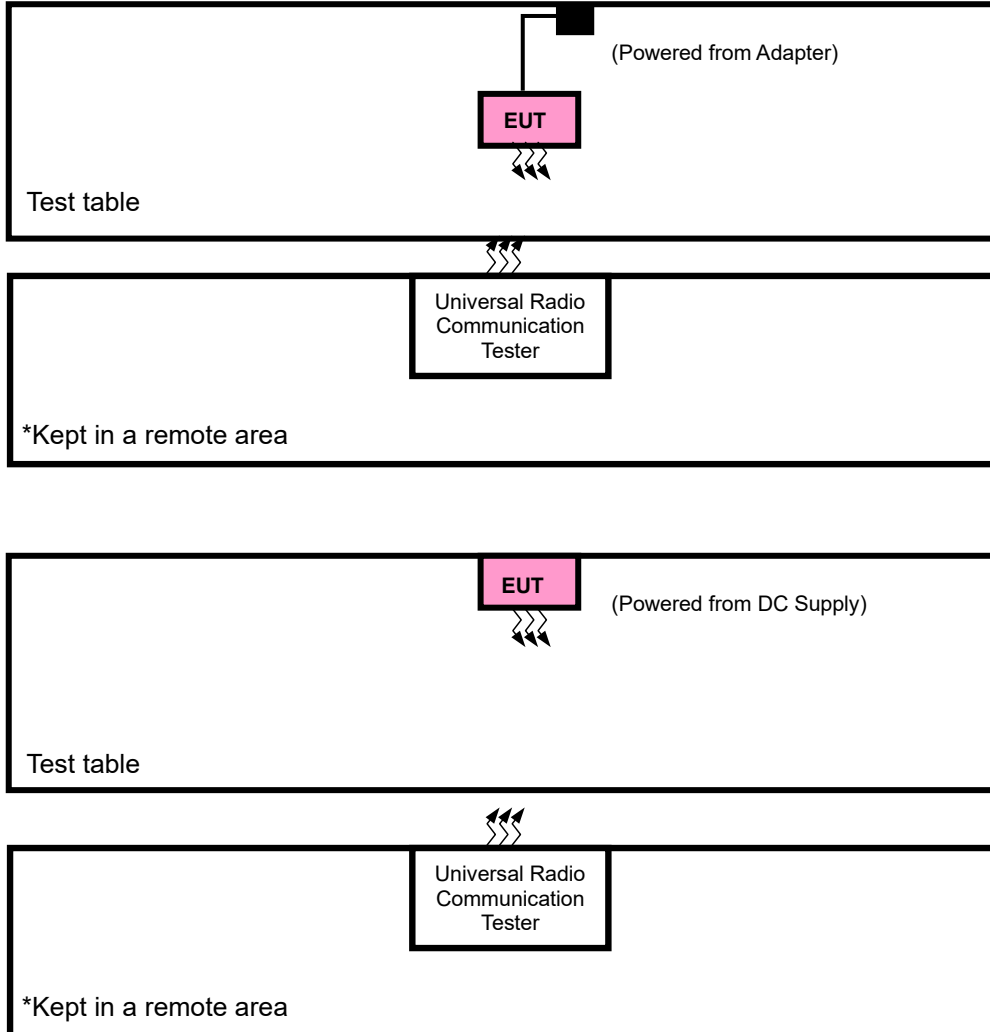 (Powered from Adapter)
EUT
Test table
Universal Radio
Communication
Tester
*Kept in a remote area
EUT
(Powered from DC Supply)
Test table
Universal Radio
Communication
Tester
*Kept in a remote area